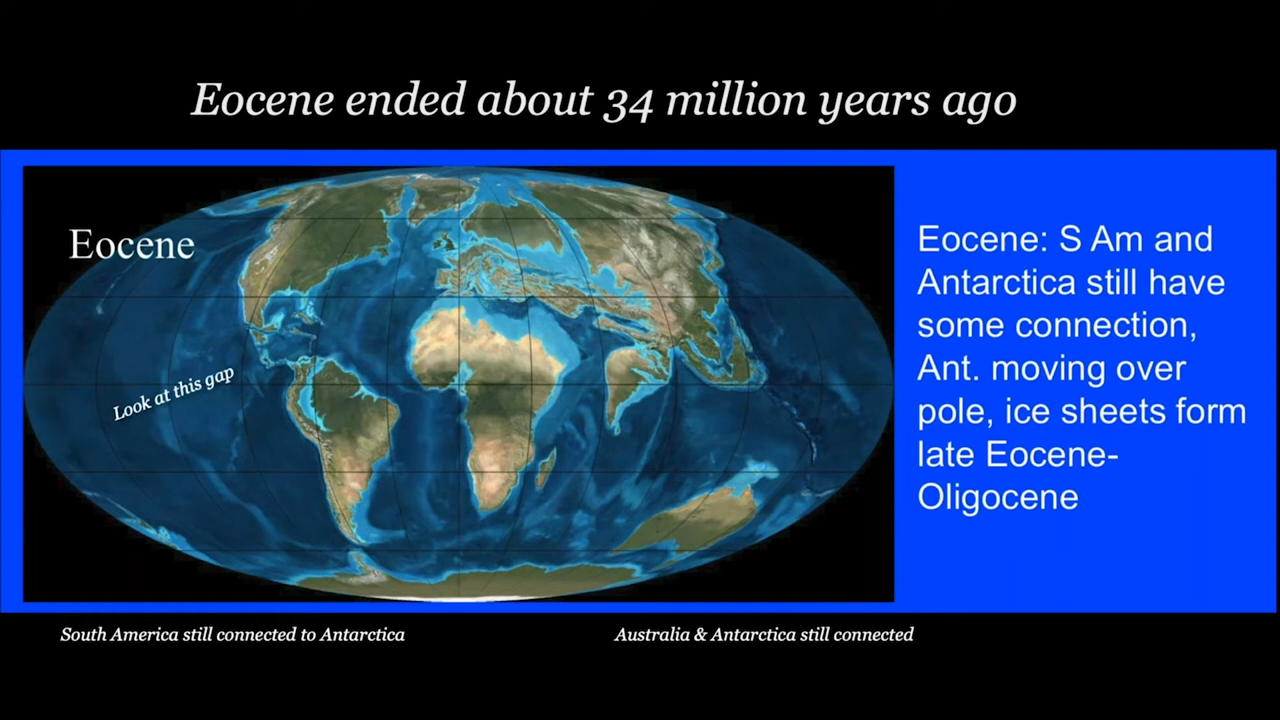 Eocene ended about 34 million years ago
Eocene
Look at this gap
Eocene: S Am and
Antarctica still have
some connection,
Ant. moving over
pole, ice sheets form
late Eocene-
Oligocene
South America still connected to Antarctica
Australia & Antarctica still connected